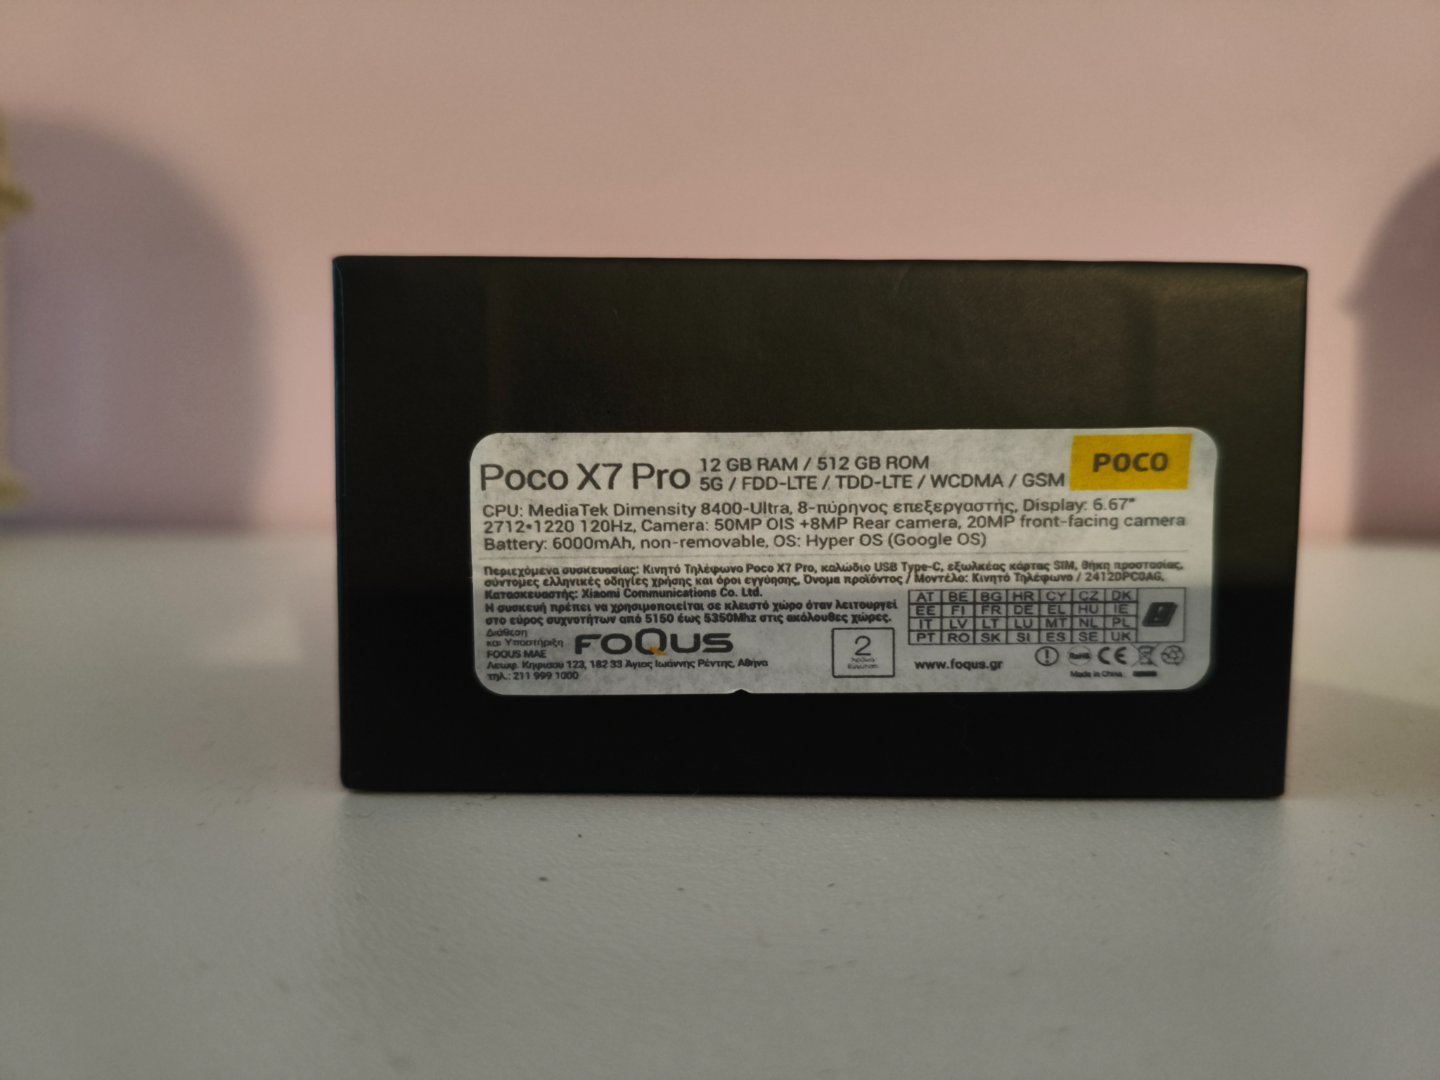 Poco X7 Pro
12 GB RAM / 512 GB ROM
5G / FDD-LTE / TDD-LTE / WCDMA / GSM
POCO
CPU: MediaTek Dimensity 8400-Ultra, 8-πύρηνος επεξεργαστής, Display: 6.67"
2712*1220 120Hz, Camera: 50MP OIS +8MP Rear camera, 20MP front-facing camera
Battery: 6000mAh, non-removable, OS: Hyper OS (Google OS)
Περιεχόμενα συσκευασίας: Κινητό Τηλέφωνο Poco X7 Pro, καλώδιο USB Type-C, εξωλκέας κάρτας SIM, θήκη προστασίας,
σύντομες ελληνικές οδηγίες χρήσης και όροι εγγύησης, Όνομα προϊόντος / Μοντέλο: Κινητό Τηλέφωνο / 24120PC0AG,
Κατασκευαστής: Xiaomi Communications Co. Ltd.
Η συσκευή πρέπει να χρησιμοποιείται σε κλειστό χώρο όταν λειτουργεί
στο εύρος συχνοτήτων από 5150 έως 5350Mhz στις ακόλουθες χώρες.
AT BE BG HR CY CZ DK
EE FI FR DE EL HU IE
IT LV LT LU MT NL PL
PT RO SK SI ES SE UK
Διάθεση
και Υποστήριξη
FOQUS
FOQUS MAE
Λεωφ. Κηφισού 123, 182 33 Άγιος Ιωάννης Ρέντης, Αθήνα
τηλ.: 211 999 1000
2
www.foqus.gr
RoHS
CE
Made in China